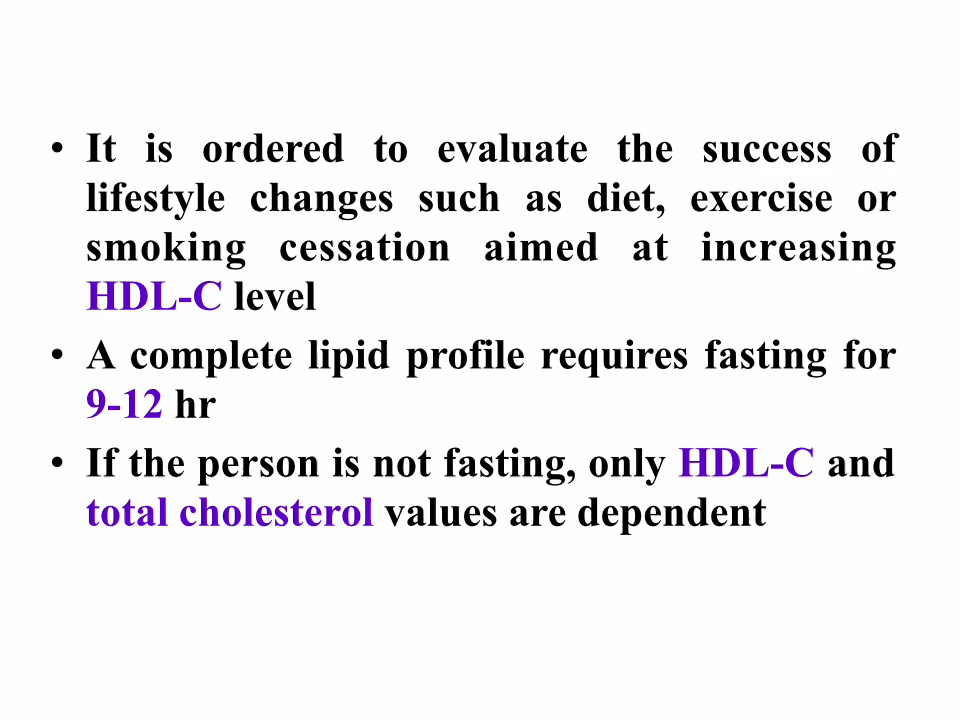 • It is ordered to evaluate the success of
lifestyle changes such as diet, exercise or
smoking cessation aimed at increasing
HDL-C level
• A complete lipid profile requires fasting for
9-12 hr
• If the person is not fasting, only HDL-C and
total cholesterol values are dependent